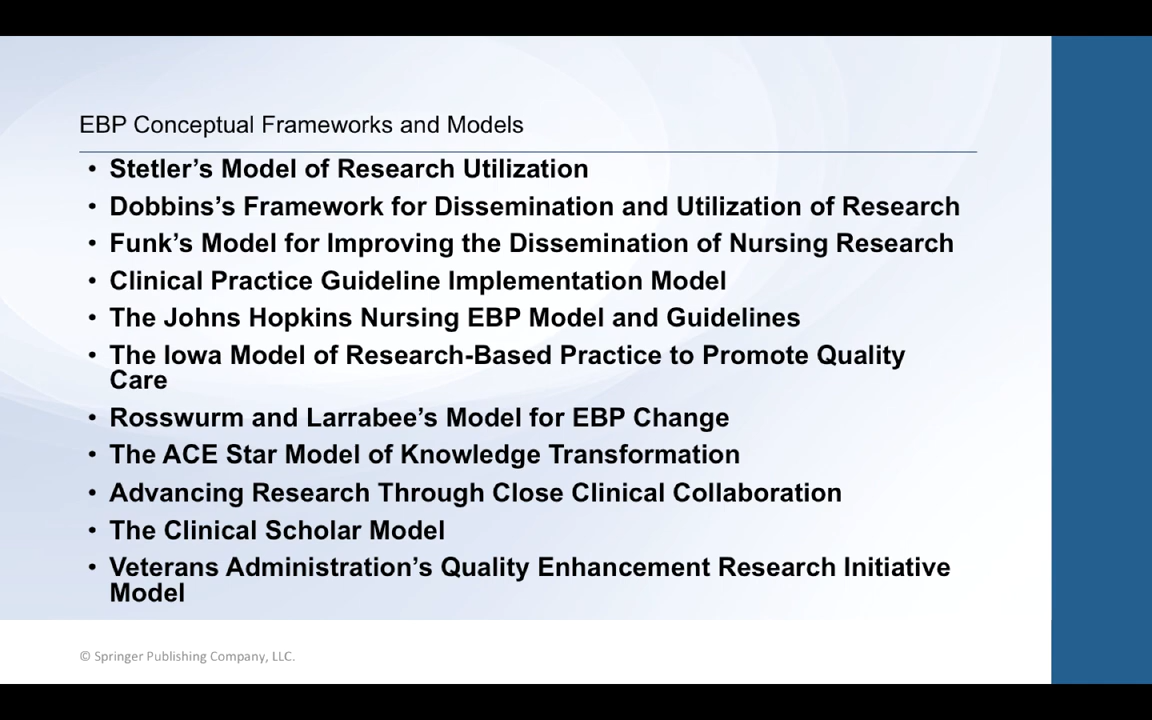 EBP Conceptual Frameworks and Models
• Stetler’s Model of Research Utilization
• Dobbins’s Framework for Dissemination and Utilization of Research
• Funk’s Model for Improving the Dissemination of Nursing Research
• Clinical Practice Guideline Implementation Model
• The Johns Hopkins Nursing EBP Model and Guidelines
• The Iowa Model of Research-Based Practice to Promote Quality
Care
• Rosswurm and Larrabee’s Model for EBP Change
• The ACE Star Model of Knowledge Transformation
• Advancing Research Through Close Clinical Collaboration
• The Clinical Scholar Model
• Veterans Administration’s Quality Enhancement Research Initiative
Model
© Springer Publishing Company, LLC.